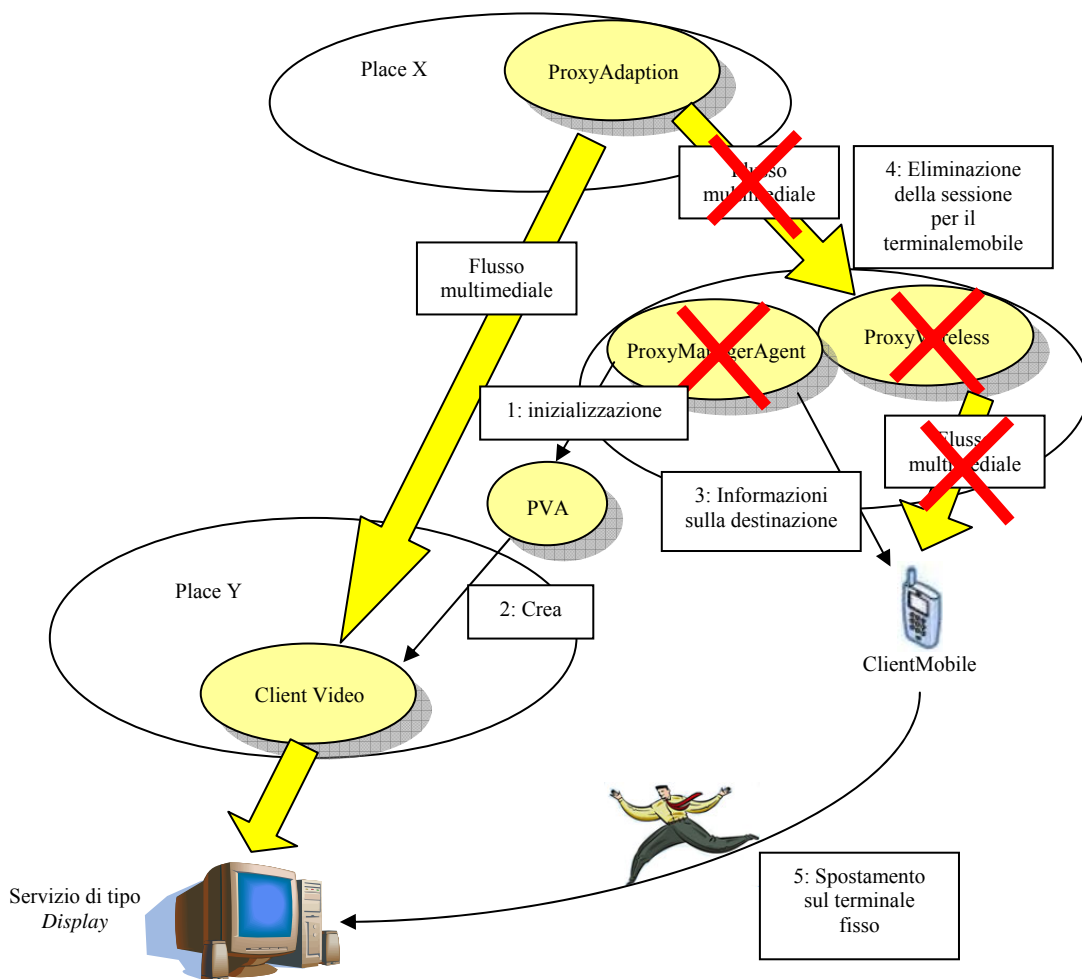 Place X
ProxyAdaption
Flusso
multimediale
4: Eliminazione
della sessione
per il
terminalemobile
Flusso
multimediale
ProxyManagerAgent
ProxyWireless
1: inizializzazione
Flusso
multimediale
PVA
3: Informazioni
sulla destinazione
Place Y
2: Crea
ClientMobile
Client Video
5: Spostamento
sul terminale
fisso
Servizio di tipo
Display